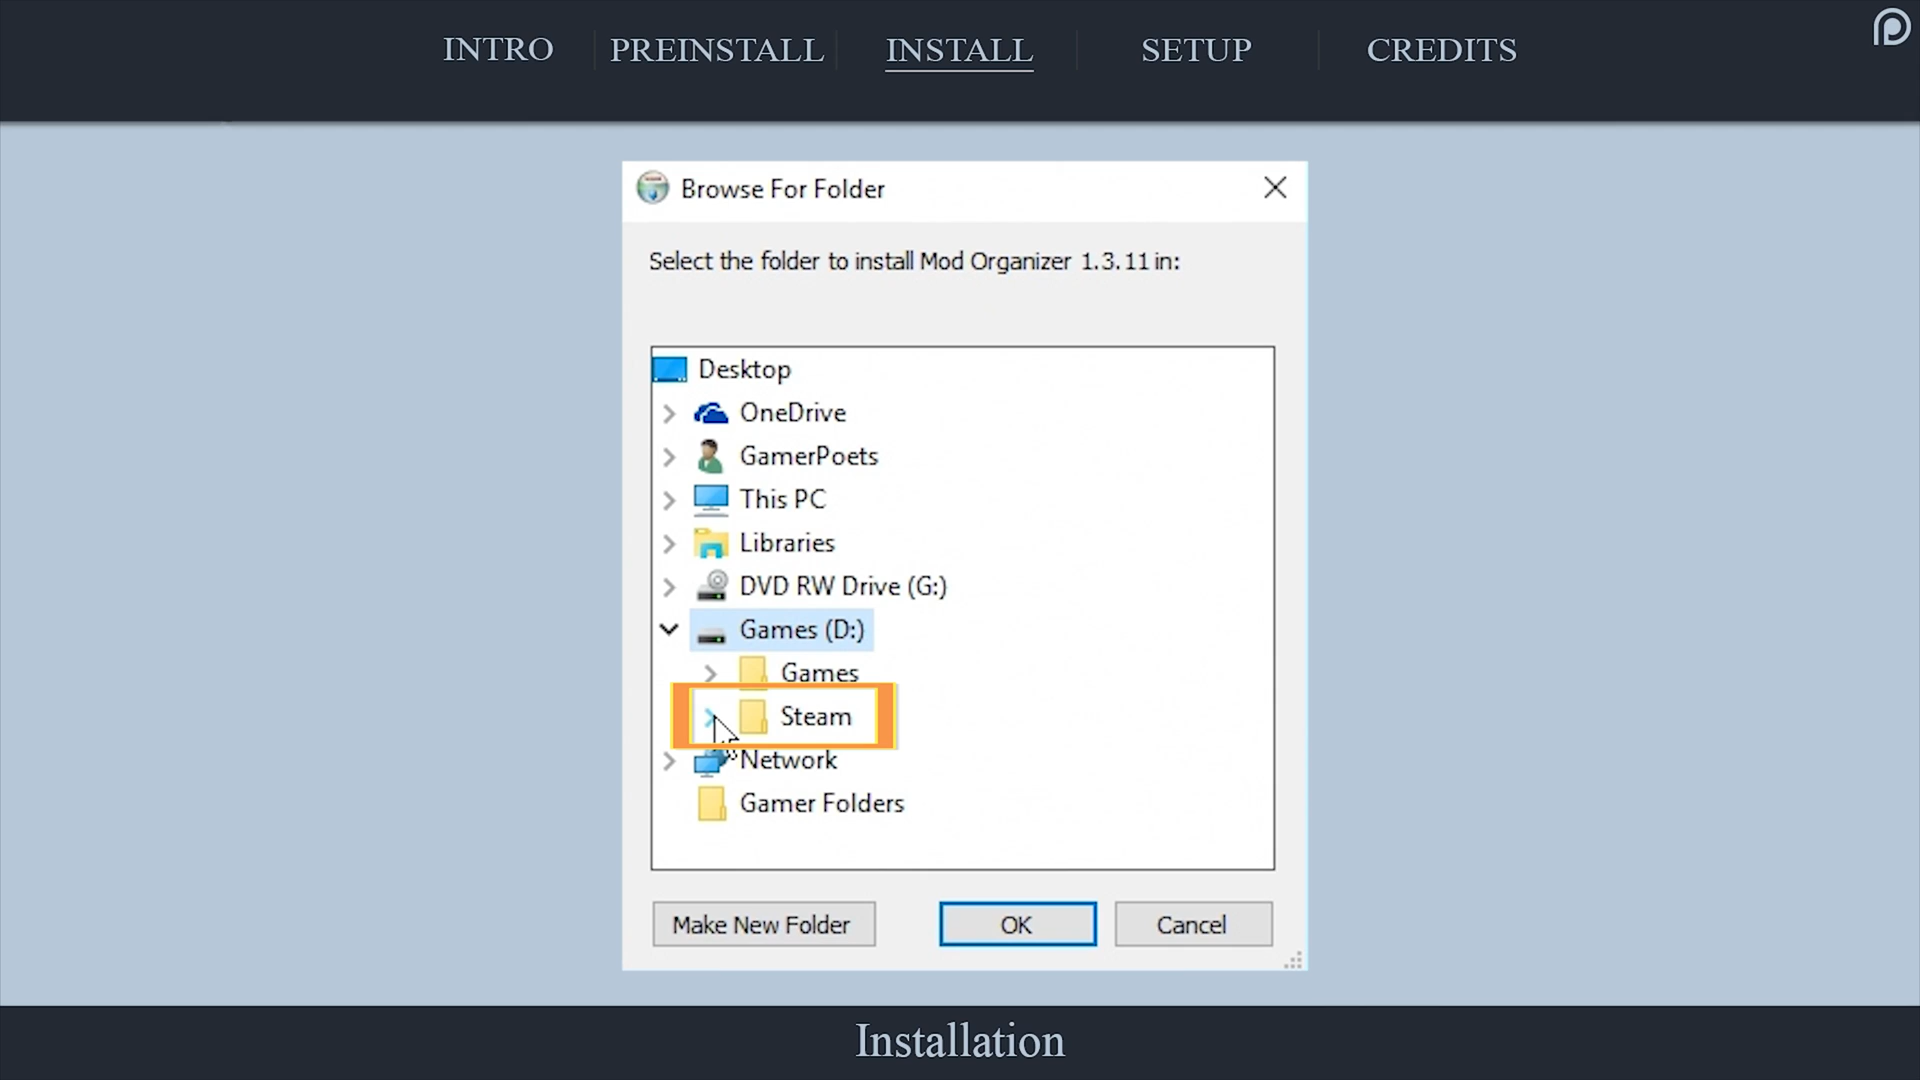 INTRO PREINSTALL INSTALL SETUP CREDITS
Browse For Folder
Select the folder to install Mod Organizer 1.3.11 in:
Desktop
OneDrive
GamerPoets
This PC
Libraries
DVD RW Drive (G:)
Games (D:)
Games
Steam
Network
Gamer Folders
Make New Folder OK Cancel
Installation